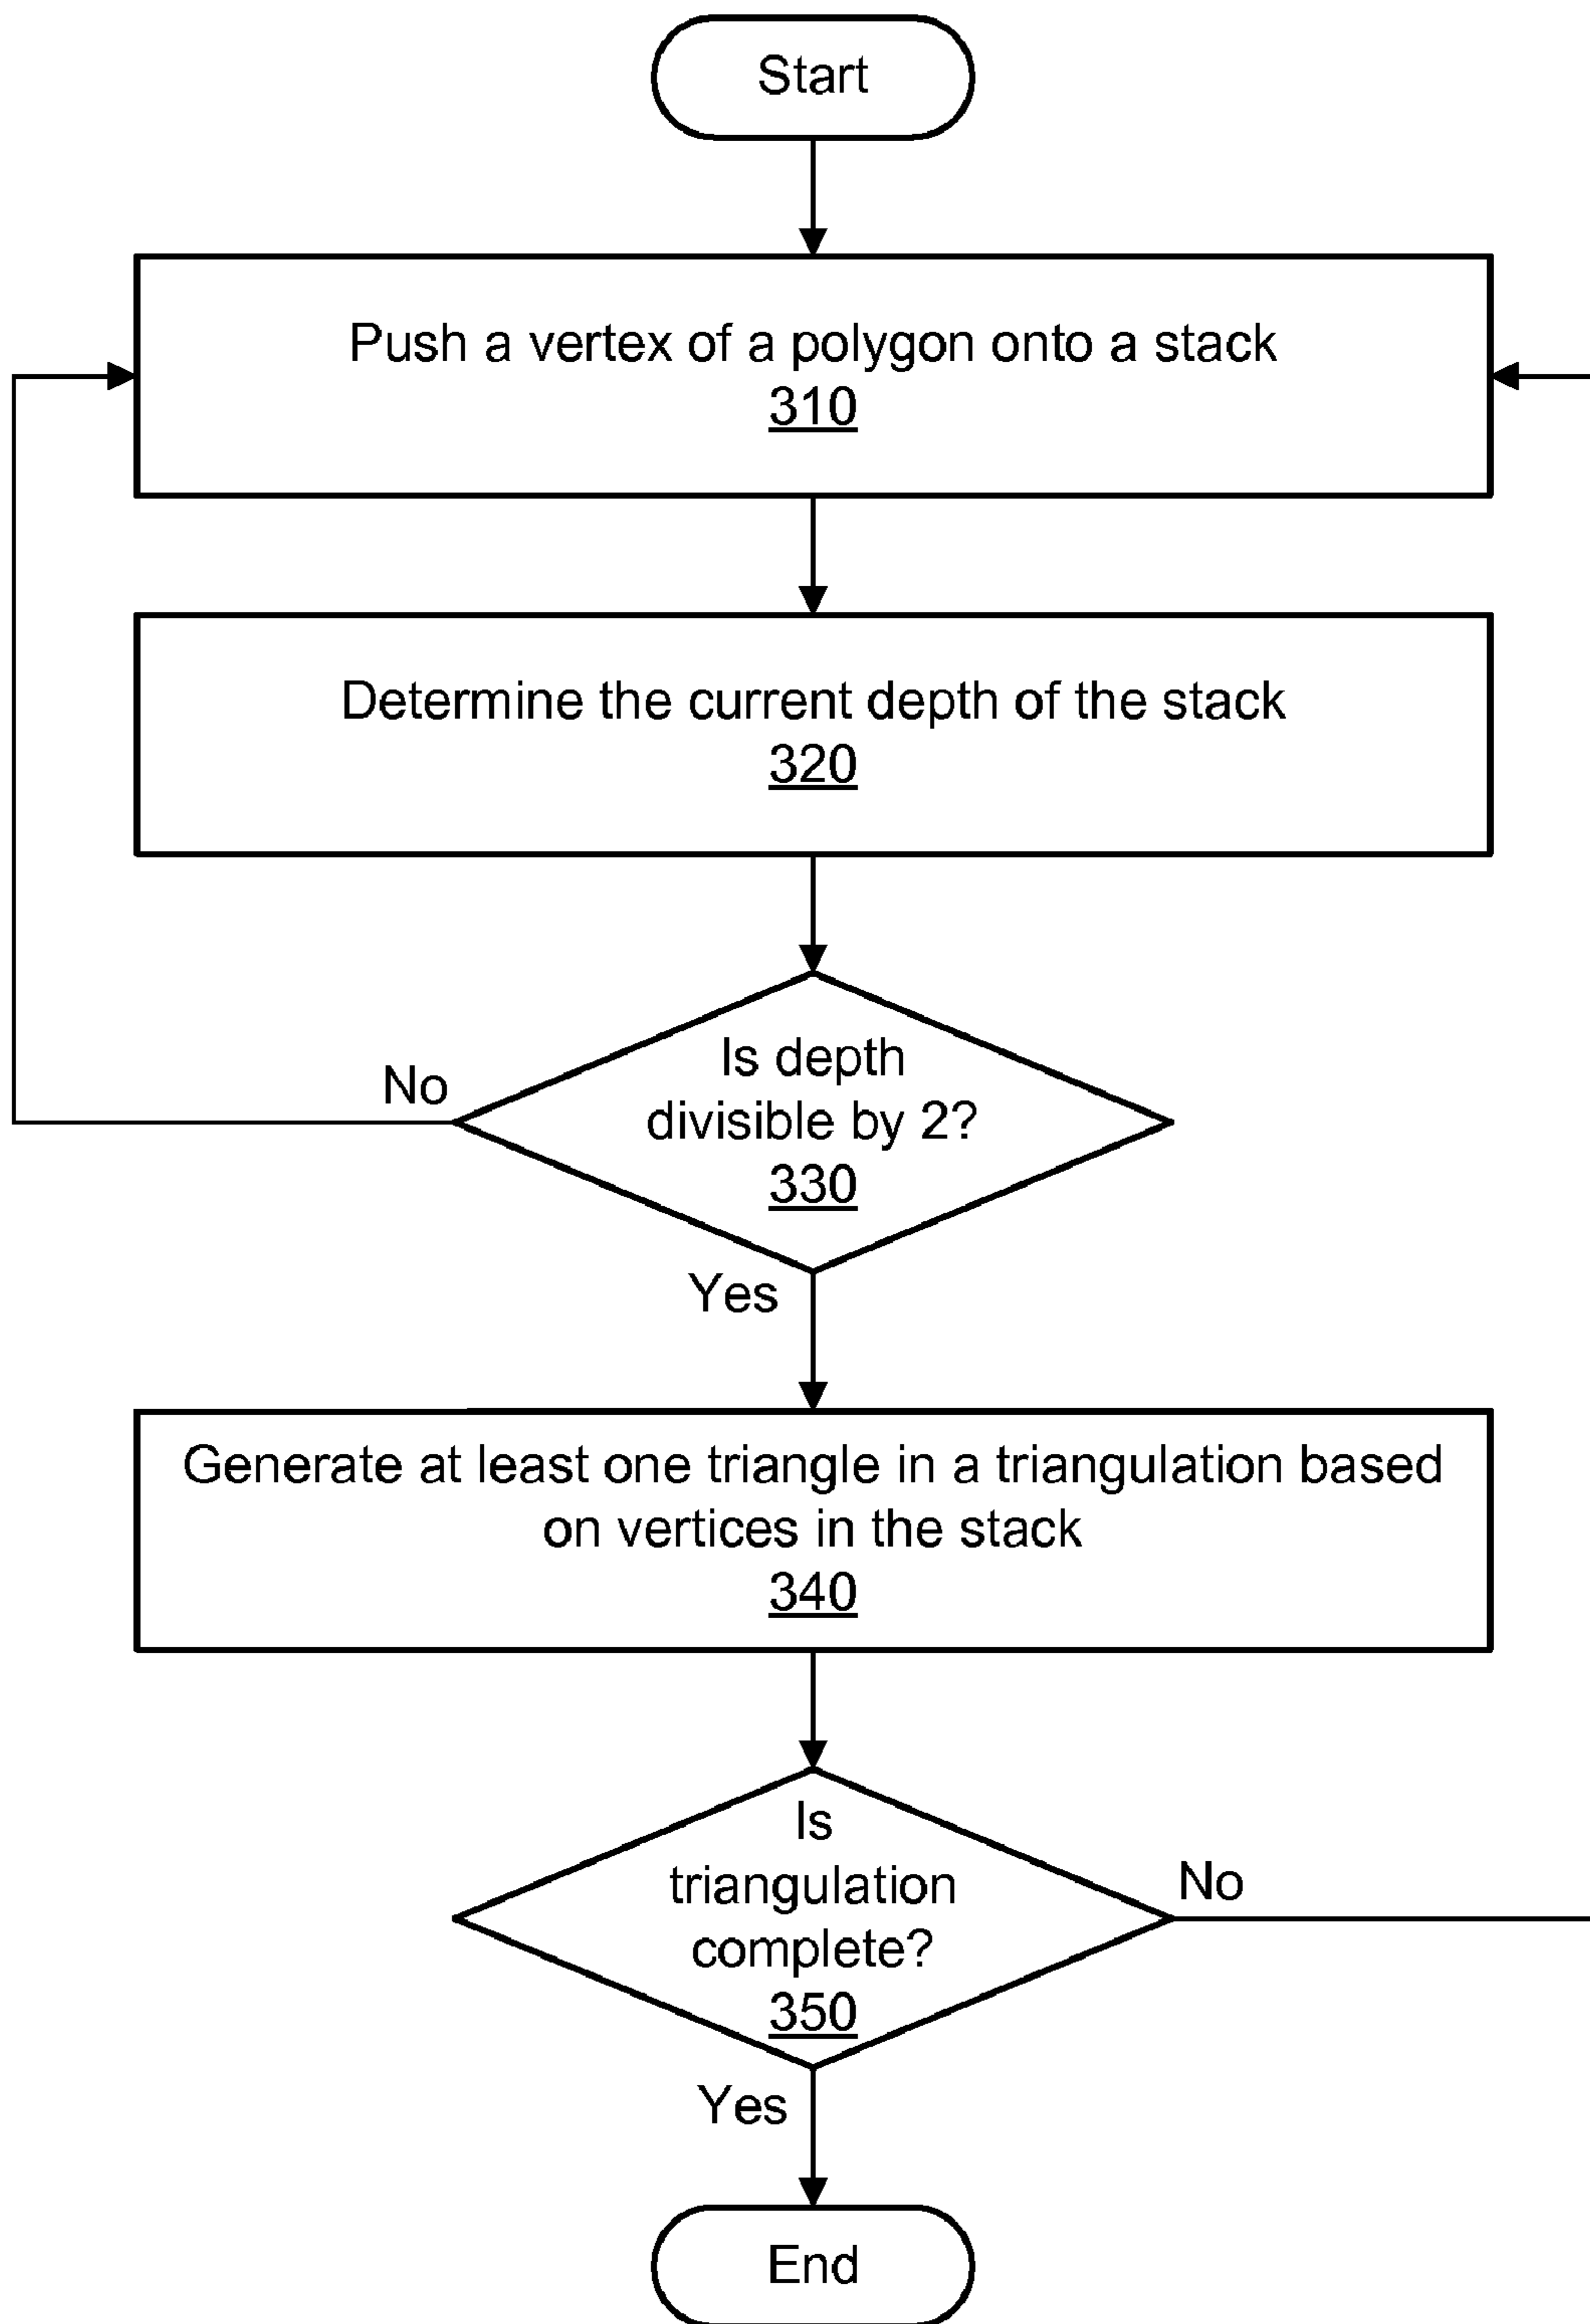 Start
Push a vertex of a polygon onto a stack
310
Determine the current depth of the stack
320
Is depth
divisible by 2?
330
No
Yes
Generate at least one triangle in a triangulation based
on vertices in the stack
340
Is
triangulation
complete?
350
No
Yes
End